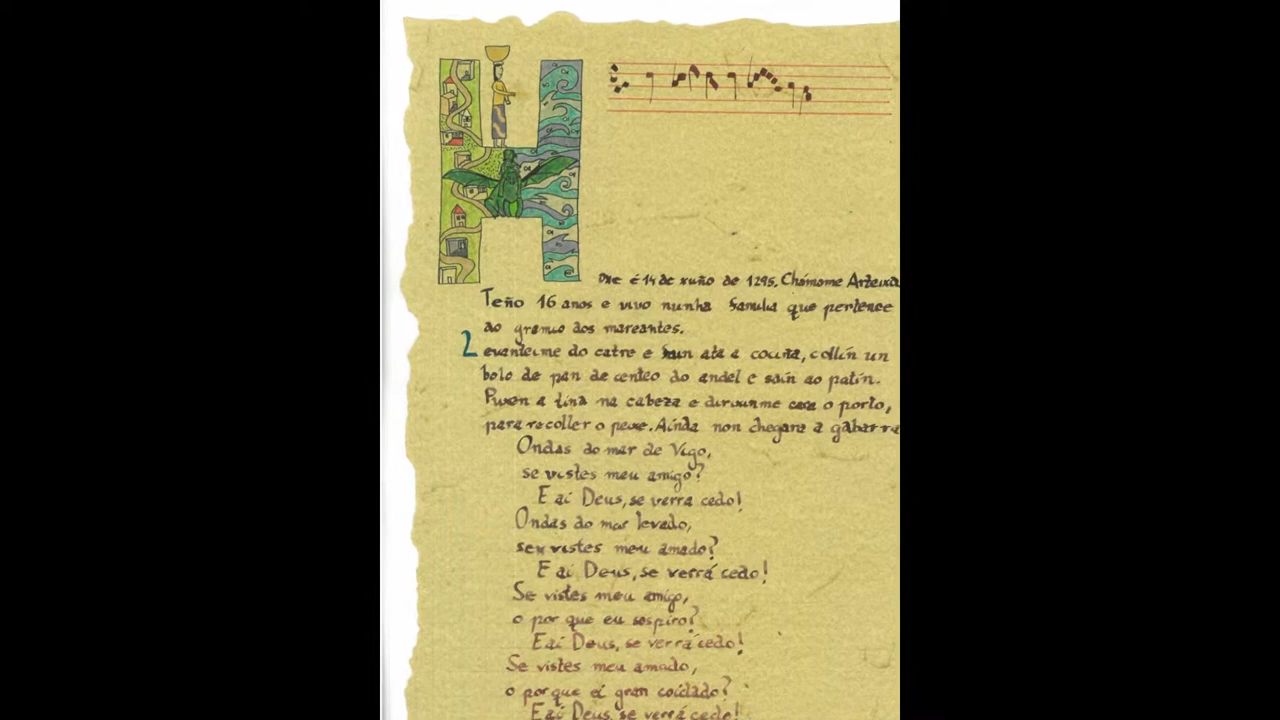 Hoxe é 14 de xuño de 1295. Chámome Arteixa
Teño 16 anos e vivo nunha familia que pertence
ao gremio dos mareantes.
Levanteime do catre e saín ata a cociña, collín un
bolo de pan de centeo do andel e saín ao patín.
Puxen a tina na cabeza e dirixinme cara o porto,
para recoller o peixe. Aínda non chegara a gabarra
Ondas do mar de Vigo,
se vistes meu amigo?
E ai Deus, se verra cedo!
Ondas do mar levado,
se vistes meu amado?
E ai Deus, se verrá cedo!
Se vistes meu amigo,
o por que eu sospiro?
E ai Deus, se verrá cedo!
Se vistes meu amado,
o por que ei gran coidado?
E ai Deus, se verrá cedo!